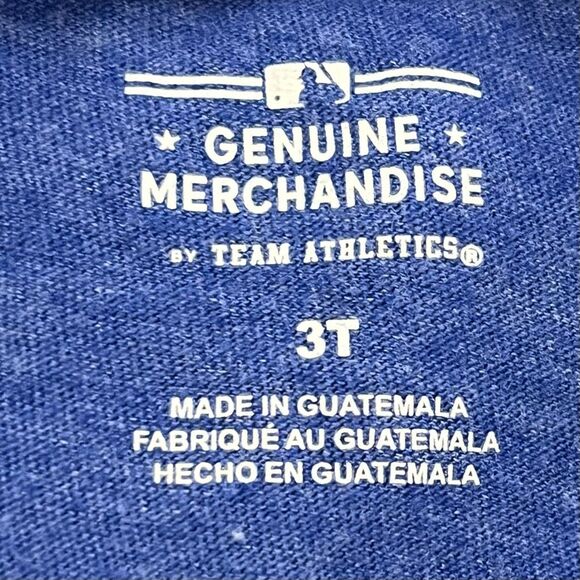 GENUINE
MERCHANDISE
BY TEAM ATHLETICS®
3T
MADE IN GUATEMALA
FABRIQUÉ AU GUATEMALA
HECHO EN GUATEMALA